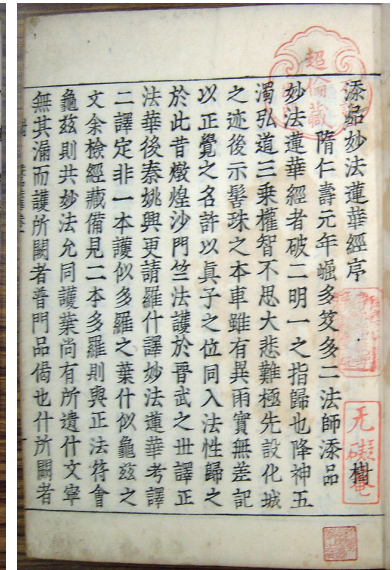 添品妙法蓮華經序
樹
隋仁壽元年崛多笈多二法師添品
妙法蓮華經者破二明一之指歸也降神五
濁弘道三乘權智不思大悲難極先設化城
之迹後示髻珠之本車雖有異雨實無差記
以正覺之名許以真子之位同入法性歸之
於此昔燉煌沙門竺法護於晉武之世譯正
法華後秦姚興更請羅什譯妙法蓮華考譯
二譯定非一本護似多羅之葉什似龜茲之
文余檢經藏備見二本多羅則與正法符會
龜茲則共妙法允同護葉尚有所遺什文寧
無其漏而護所闕者普門品偈也什所闕者
超倫藏
无礙庵